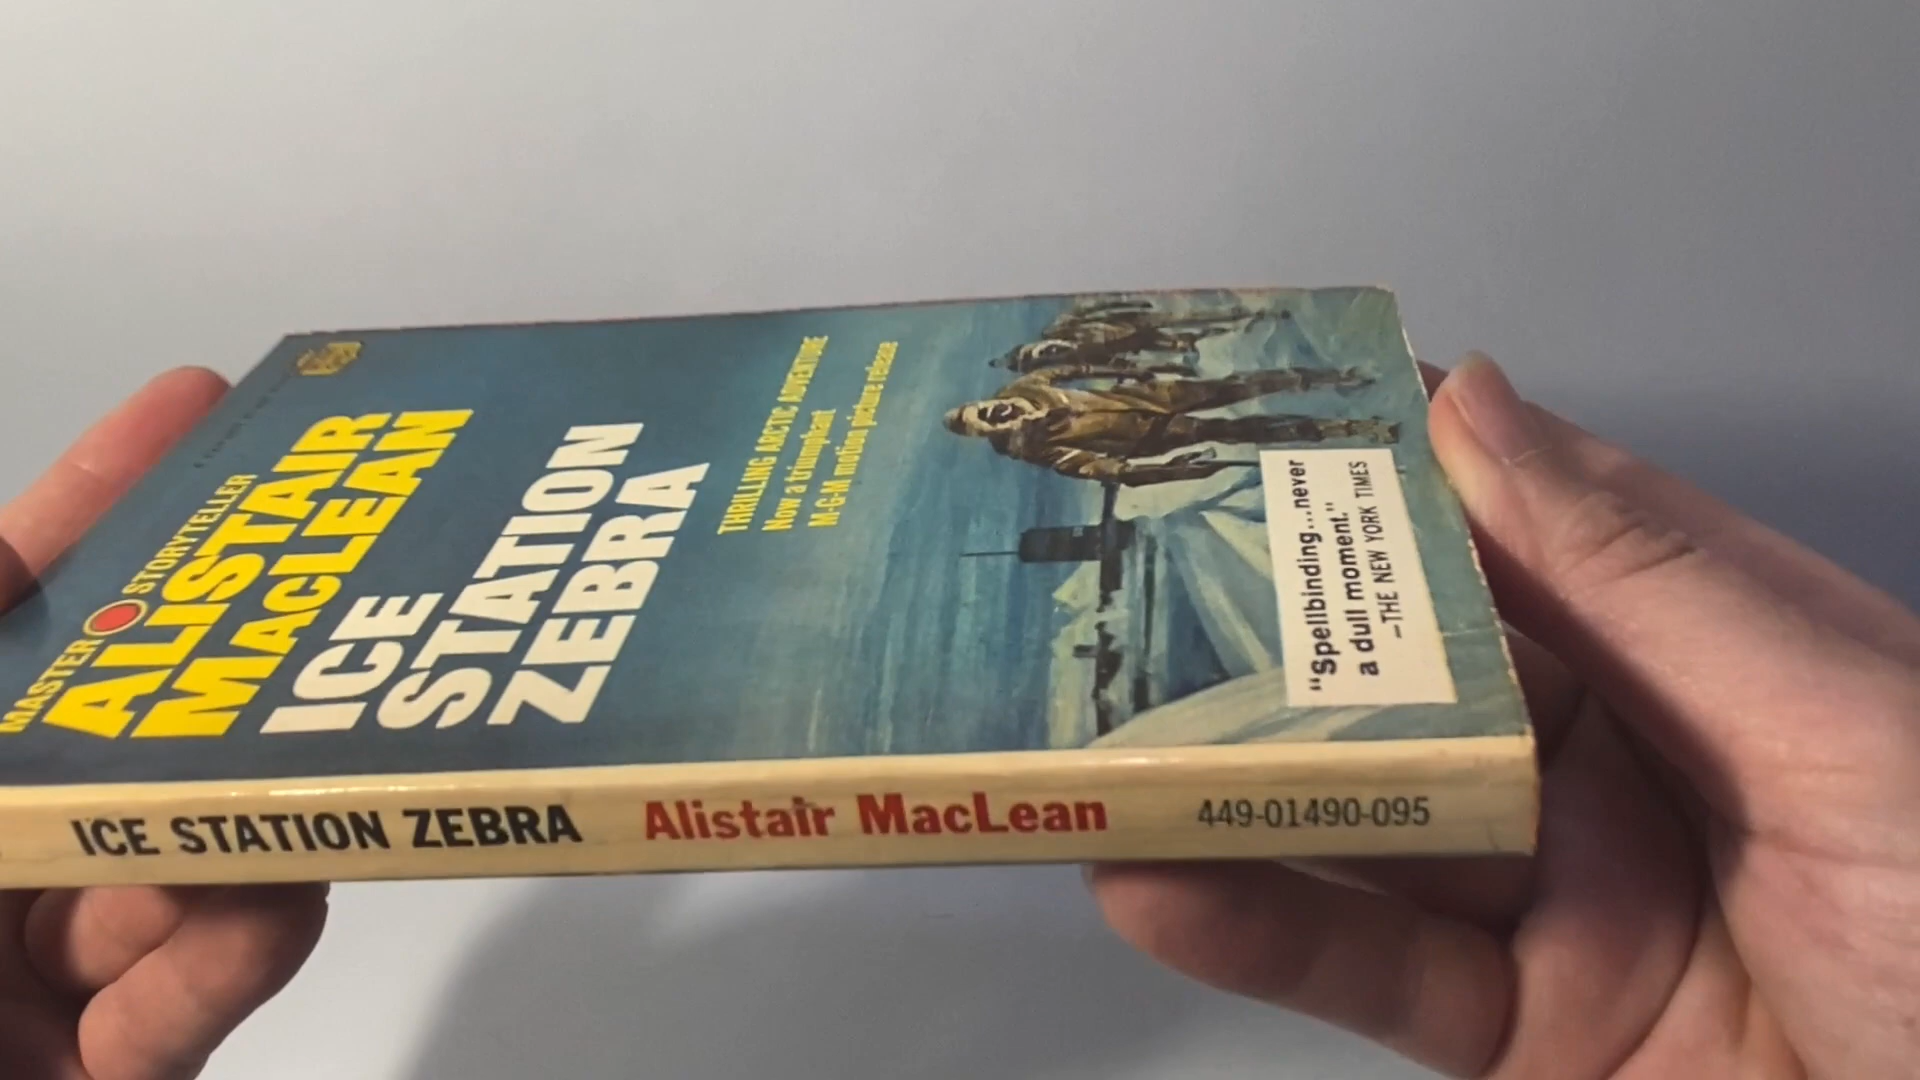 MASTER STORYTELLER
ALISTAIR
MACLEAN
ICE
STATION
ZEBRA
THRILLING ARCTIC ADVENTURE
Now a triumphant
M-G-M motion picture release
"Spellbinding...never
a dull moment."
—THE NEW YORK TIMES
ICE STATION ZEBRA Alistair MacLean 449-01490-095